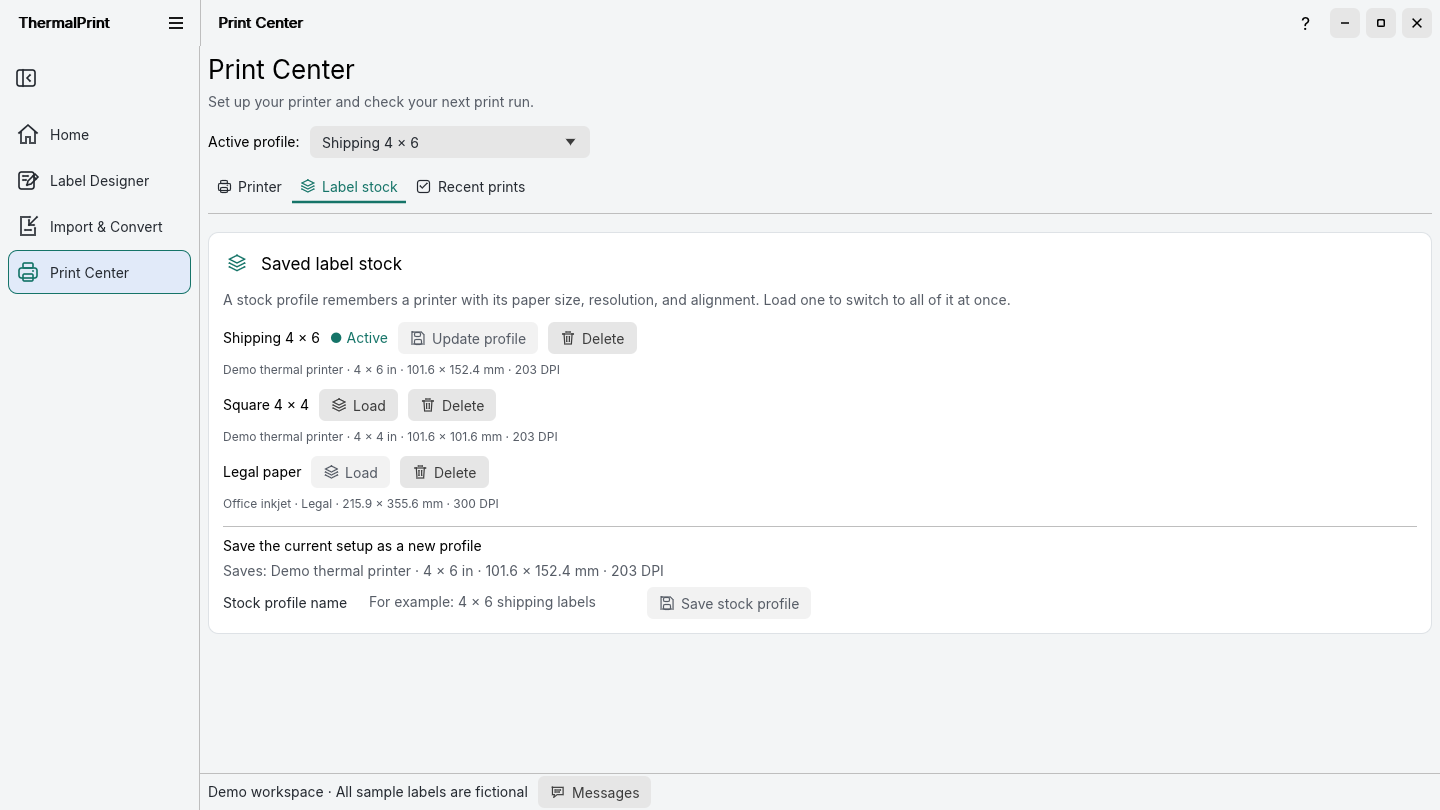 ThermalPrint
Print Center
?
Home
Label Designer
Import & Convert
Print Center
Print Center
Set up your printer and check your next print run.
Active profile: Shipping 4 × 6
Printer Label stock Recent prints
Saved label stock
A stock profile remembers a printer with its paper size, resolution, and alignment. Load one to switch to all of it at once.
Shipping 4 × 6 Active Update profile Delete
Demo thermal printer · 4 × 6 in · 101.6 × 152.4 mm · 203 DPI
Square 4 × 4 Load Delete
Demo thermal printer · 4 × 4 in · 101.6 × 101.6 mm · 203 DPI
Legal paper Load Delete
Office inkjet · Legal · 215.9 × 355.6 mm · 300 DPI
Save the current setup as a new profile
Saves: Demo thermal printer · 4 × 6 in · 101.6 × 152.4 mm · 203 DPI
Stock profile name For example: 4 × 6 shipping labels Save stock profile
Demo workspace · All sample labels are fictional Messages